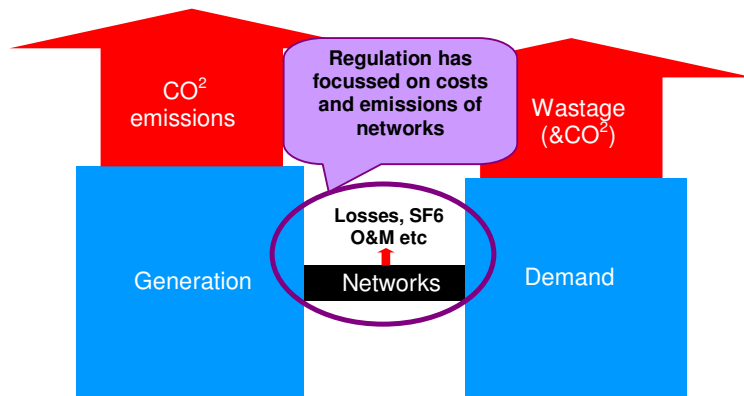 CO²
emissions
Regulation has
focussed on costs
and emissions of
networks
Wastage
(&CO²)
Losses, SF6
O&M etc
Generation
Networks
Demand